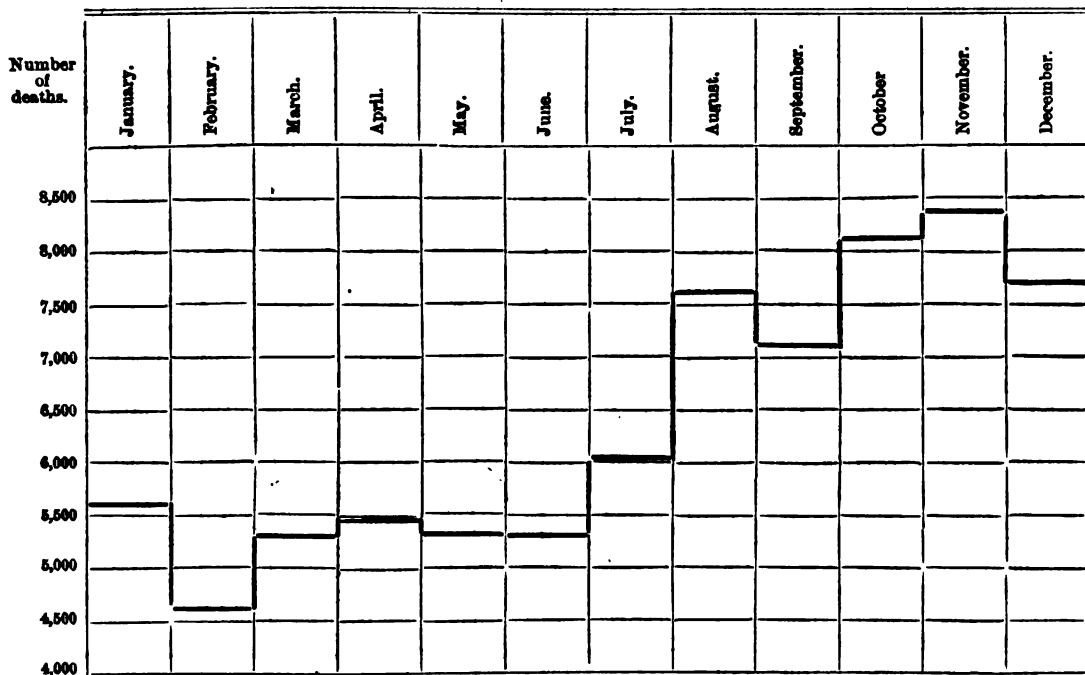 Number
of
deaths.
January.
February.
March.
April.
May.
June.
July.
August.
September.
October
November.
December.
8,500
8,000
7,500
7,000
6,500
6,000
5,500
5,000
4,500
4.000